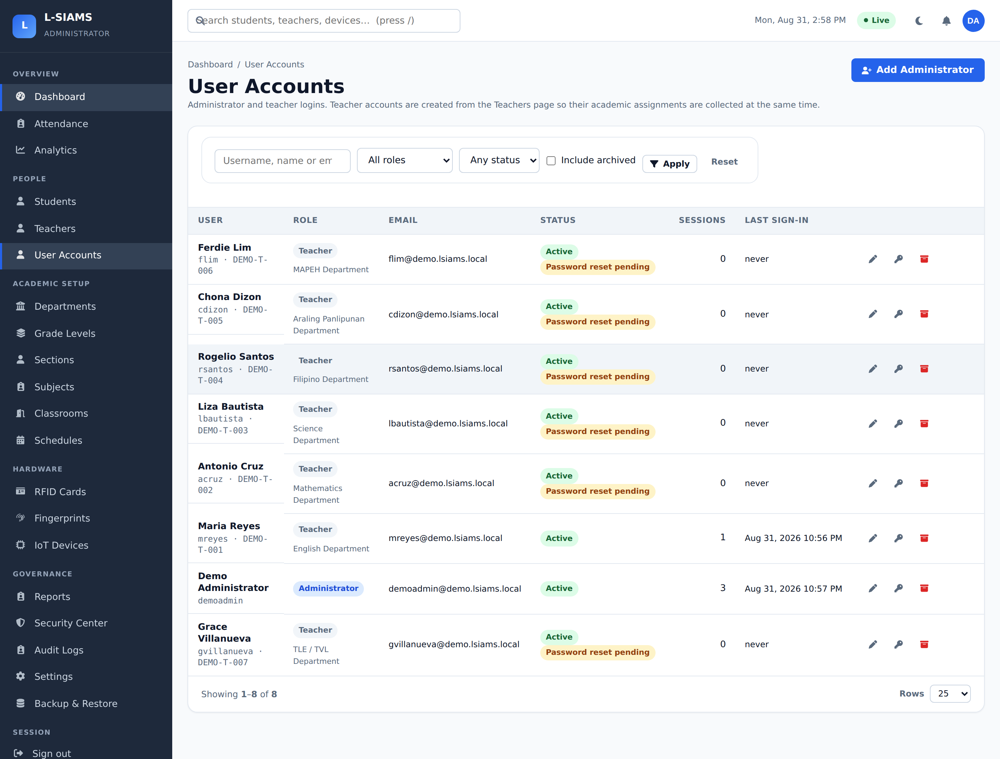 L
L-SIAMS
ADMINISTRATOR
OVERVIEW
Dashboard
Attendance
Analytics
PEOPLE
Students
Teachers
User Accounts
ACADEMIC SETUP
Departments
Grade Levels
Sections
Subjects
Classrooms
Schedules
HARDWARE
RFID Cards
Fingerprints
IoT Devices
GOVERNANCE
Reports
Security Center
Audit Logs
Settings
Backup & Restore
SESSION
Sign out
Search students, teachers, devices... (press /)
Mon, Aug 31, 2:58 PM
Live
DA
Dashboard / User Accounts
Add Administrator
User Accounts
Administrator and teacher logins. Teacher accounts are created from the Teachers page so their academic assignments are collected at the same time.
Username, name or em
All roles
Any status
Include archived
Apply
Reset
USER ROLE EMAIL STATUS SESSIONS LAST SIGN-IN
Ferdie Lim
flim · DEMO-T-
006
Teacher
MAPEH Department
flim@demo.lsiams.local
Active
Password reset pending
0
never
Chona Dizon
cdizon · DEMO-
T-005
Teacher
Araling Panlipunan
Department
cdizon@demo.lsiams.local
Active
Password reset pending
0
never
Rogelio Santos
rsantos · DEMO-
T-004
Teacher
Filipino Department
rsantos@demo.lsiams.local
Active
Password reset pending
0
never
Liza Bautista
lbautista ·
DEMO-T-003
Teacher
Science
Department
lbautista@demo.lsiams.local
Active
Password reset pending
0
never
Antonio Cruz
acruz · DEMO-T-
002
Teacher
Mathematics
Department
acruz@demo.lsiams.local
Active
Password reset pending
0
never
Maria Reyes
mreyes · DEMO-
T-001
Teacher
English Department
mreyes@demo.lsiams.local
Active
1
Aug 31, 2026 10:56 PM
Demo
Administrator
demoadmin
Administrator
demoadmin@demo.lsiams.local
Active
3
Aug 31, 2026 10:57 PM
Grace
Villanueva
gvillanueva ·
DEMO-T-007
Teacher
TLE / TVL
Department
gvillanueva@demo.lsiams.local
Active
Password reset pending
0
never
Showing 1–8 of 8
Rows 25